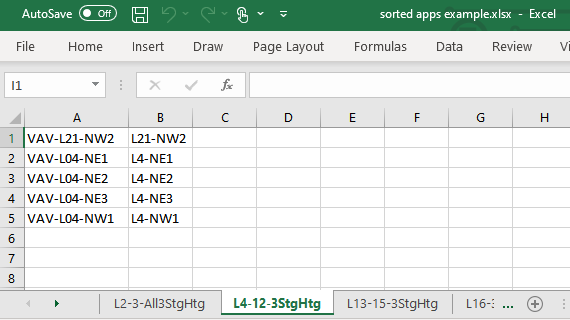 AutoSave Off sorted apps example.xlsx - Excel
File Home Insert Draw Page Layout Formulas Data Review
I1 fx
A B C D E F G H
1 VAV-L21-NW2 L21-NW2
2 VAV-L04-NE1 L4-NE1
3 VAV-L04-NE2 L4-NE2
4 VAV-L04-NE3 L4-NE3
5 VAV-L04-NW1 L4-NW1
6
7
8
L2-3-All3StgHtg L4-12-3StgHtg L13-15-3StgHtg L16-3 ...